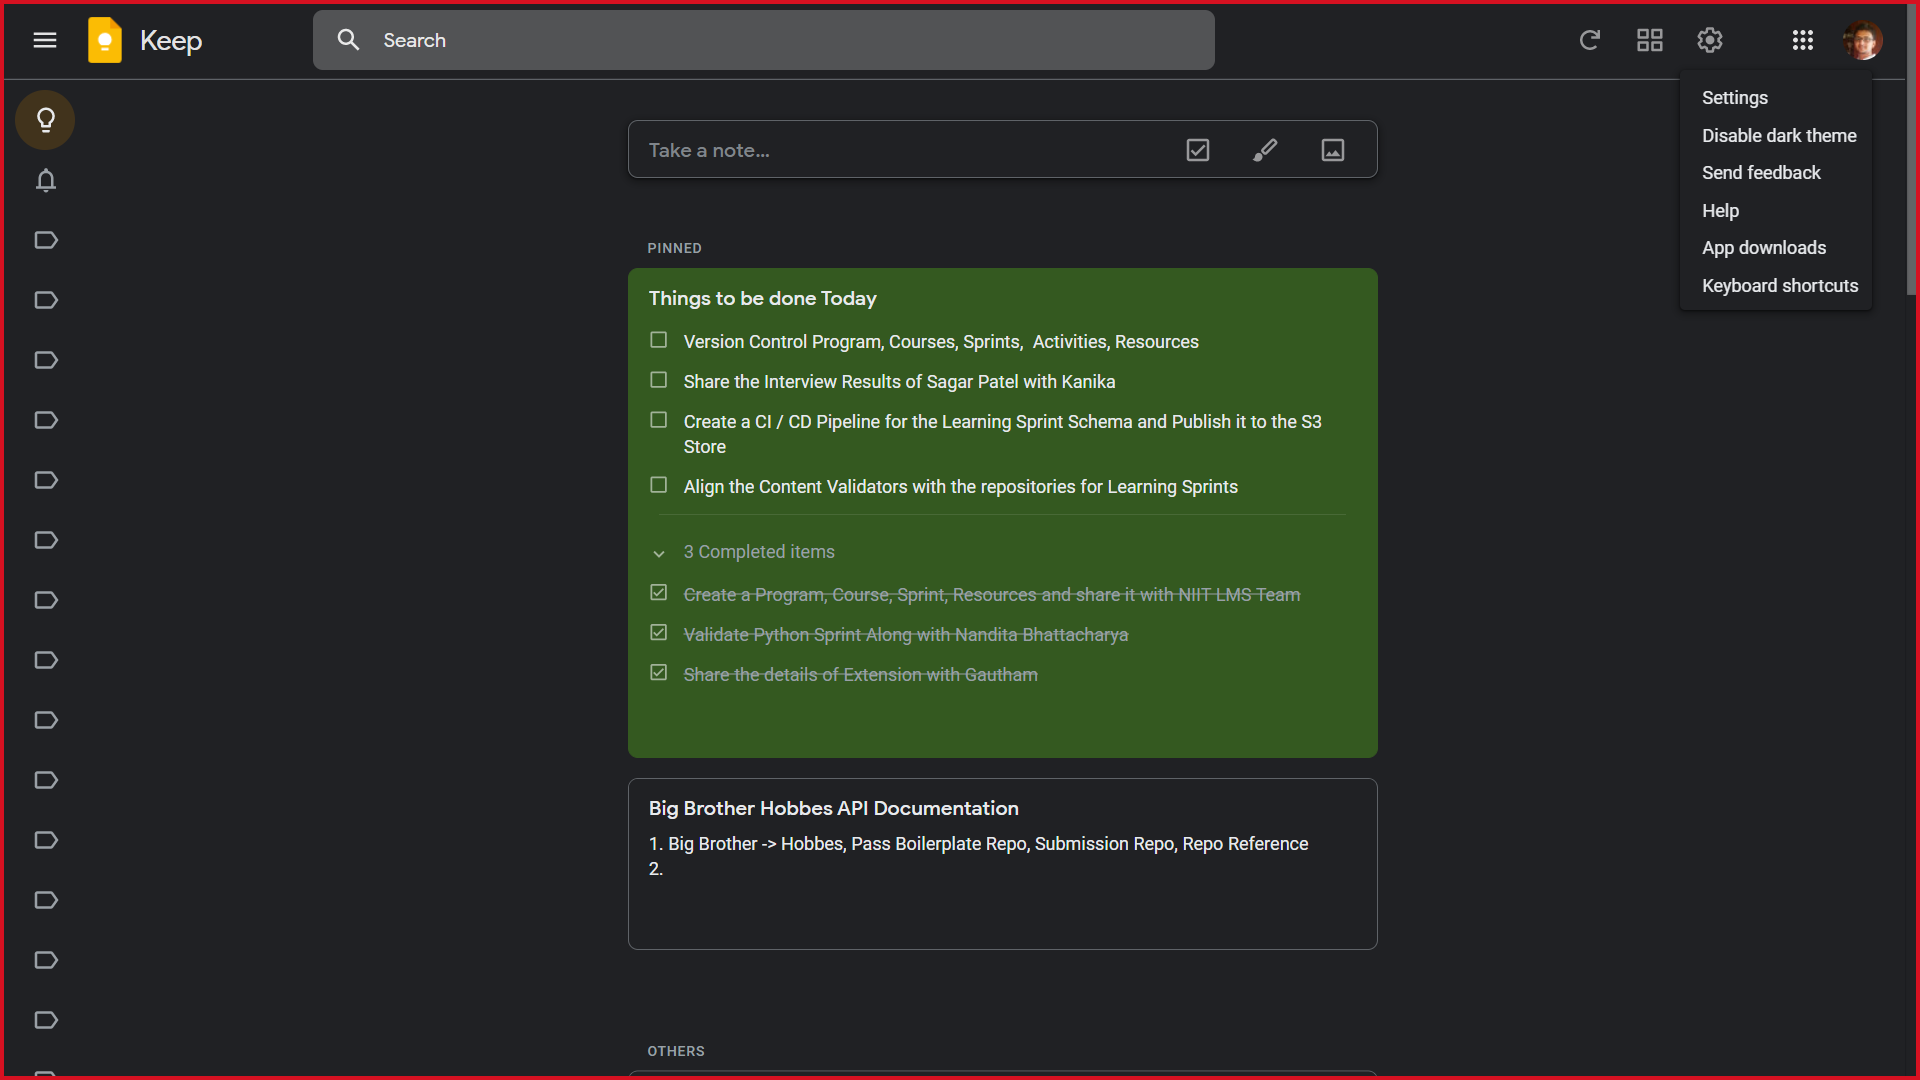 Keep
Search
Settings
Disable dark theme
Send feedback
Help
App downloads
Keyboard shortcuts
Take a note...
PINNED
Things to be done Today
Version Control Program, Courses, Sprints,  Activities, Resources
Share the Interview Results of Sagar Patel with Kanika
Create a CI / CD Pipeline for the Learning Sprint Schema and Publish it to the S3
Store
Align the Content Validators with the repositories for Learning Sprints
3 Completed items
Create a Program, Course, Sprint, Resources and share it with NIIT LMS Team
Validate Python Sprint Along with Nandita Bhattacharya
Share the details of Extension with Gautham
Big Brother Hobbes API Documentation
1. Big Brother -> Hobbes, Pass Boilerplate Repo, Submission Repo, Repo Reference
2.
OTHERS